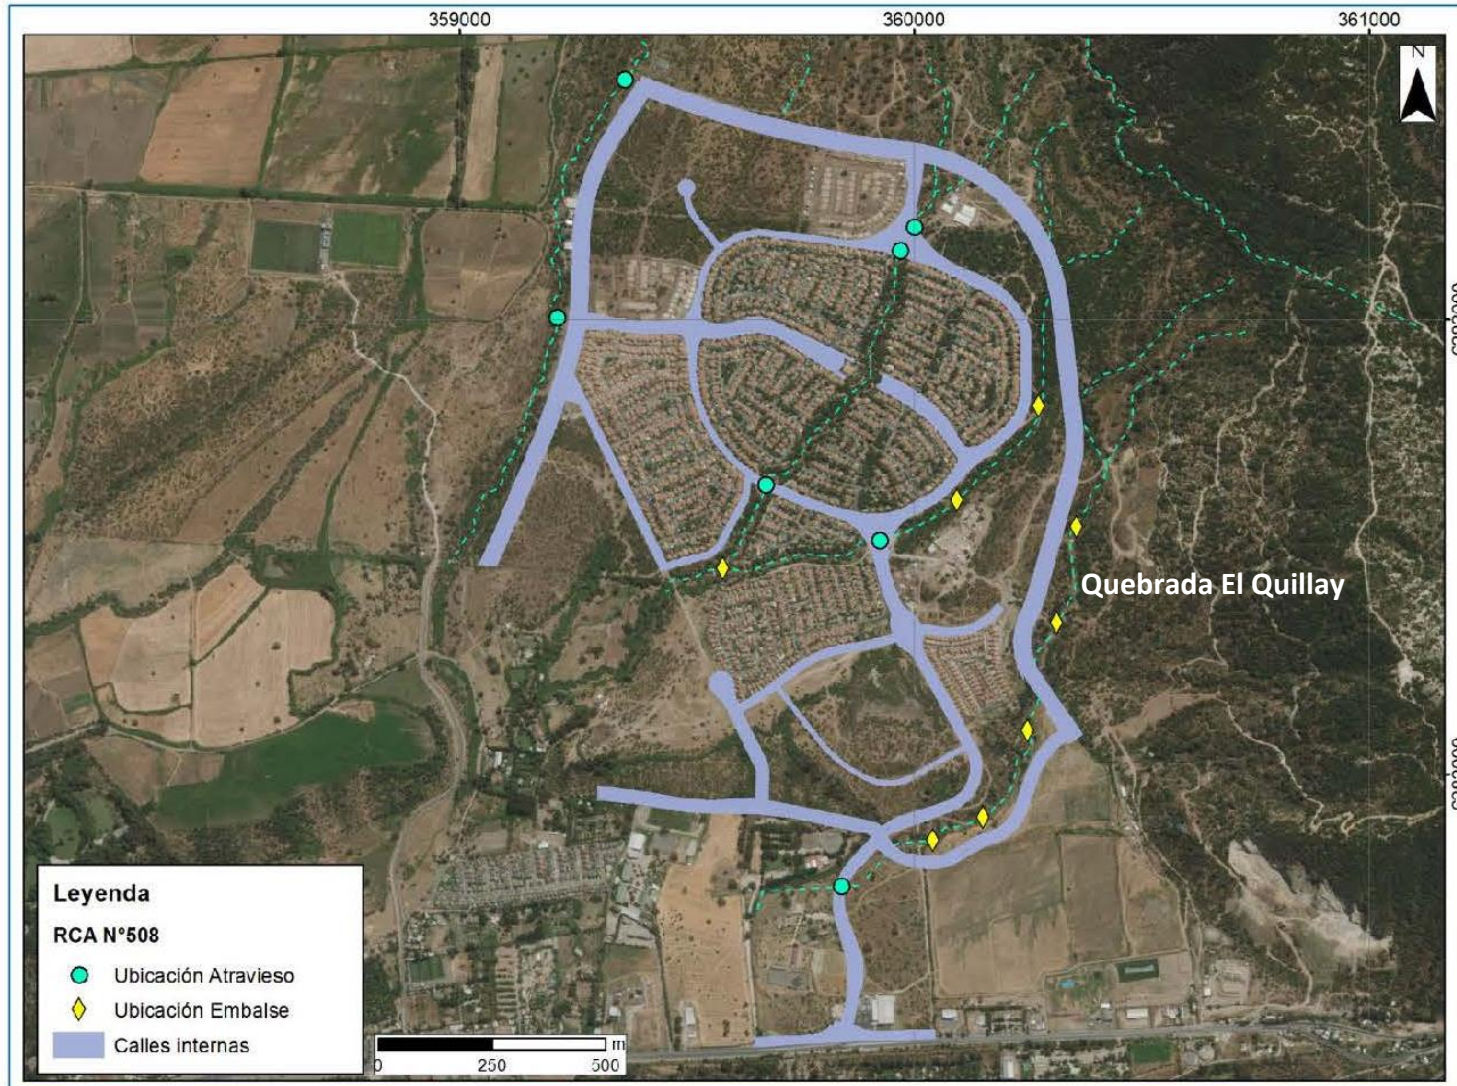 359000 360000 361000
N
Quebrada El Quillay
Leyenda
RCA N°508
Ubicación Atravieso
Ubicación Embalse
Calles internas
m
0 250 500